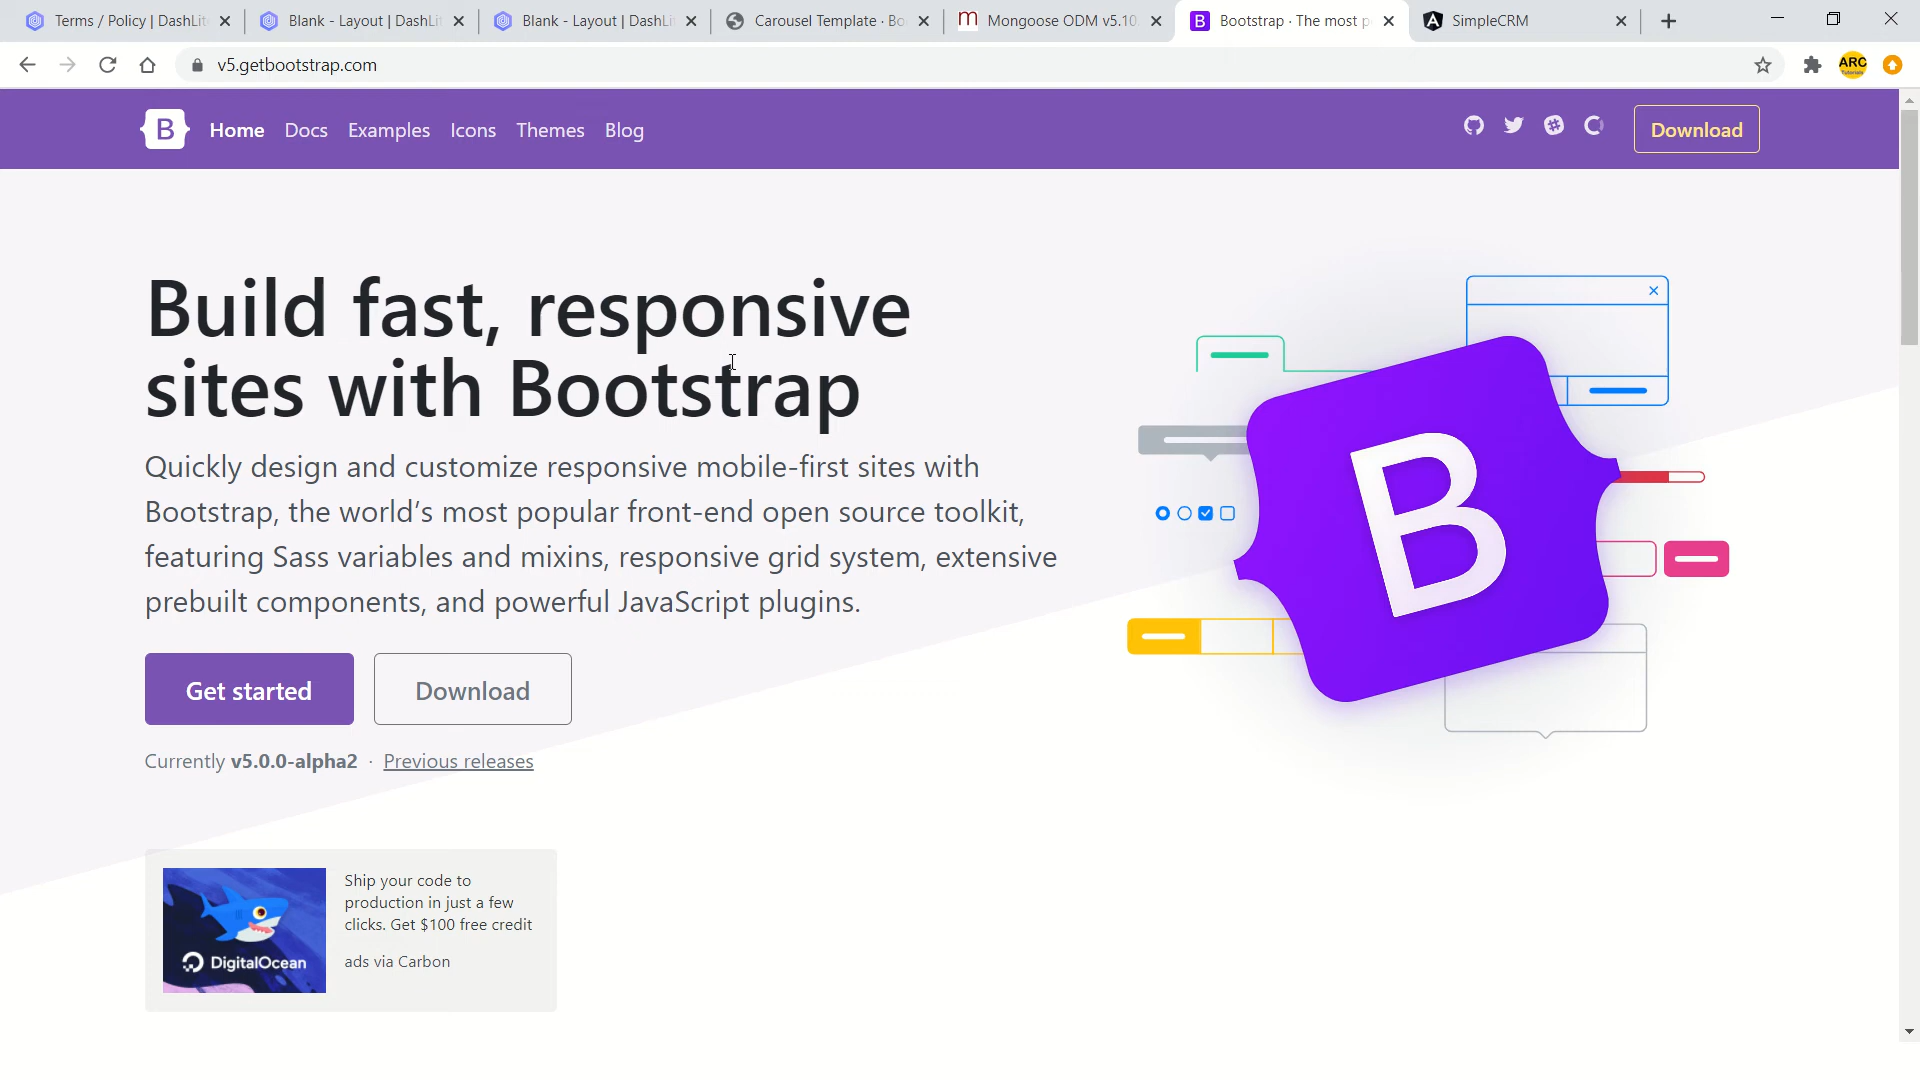 Terms / Policy | DashLit
Blank - Layout | DashLit
Blank - Layout | DashLit
Carousel Template · Bo
Mongoose ODM v5.10
Bootstrap · The most p
SimpleCRM
v5.getbootstrap.com
ARC
Tutorials
B
Home
Docs
Examples
Icons
Themes
Blog
Download
Build fast, responsive
sites with Bootstrap
Quickly design and customize responsive mobile-first sites with
Bootstrap, the world’s most popular front-end open source toolkit,
featuring Sass variables and mixins, responsive grid system, extensive
prebuilt components, and powerful JavaScript plugins.
B
Get started
Download
Currently v5.0.0-alpha2 · Previous releases
Ship your code to
production in just a few
clicks. Get $100 free credit
DigitalOcean
ads via Carbon